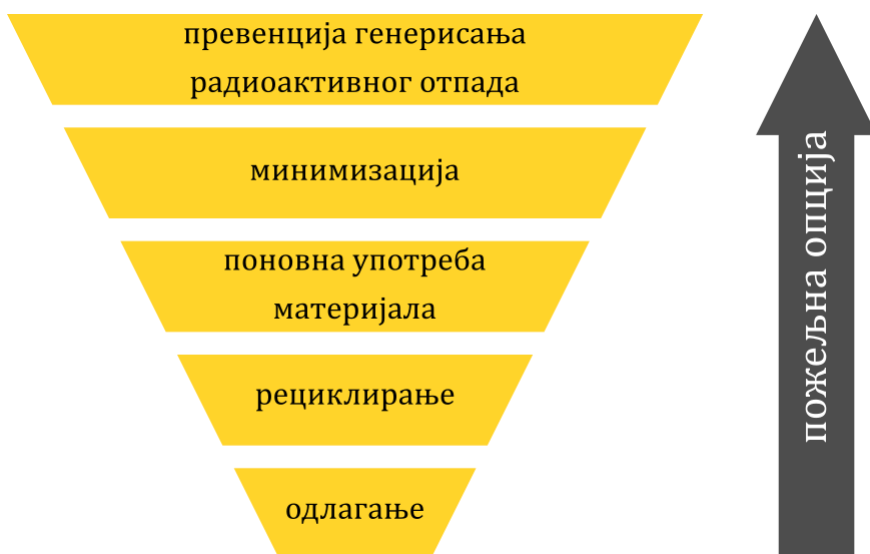 превенција генерисања
радиоактивног отпада
минимизација
поновна употреба
материјала
рециклирање
одлагање
пожељна опција